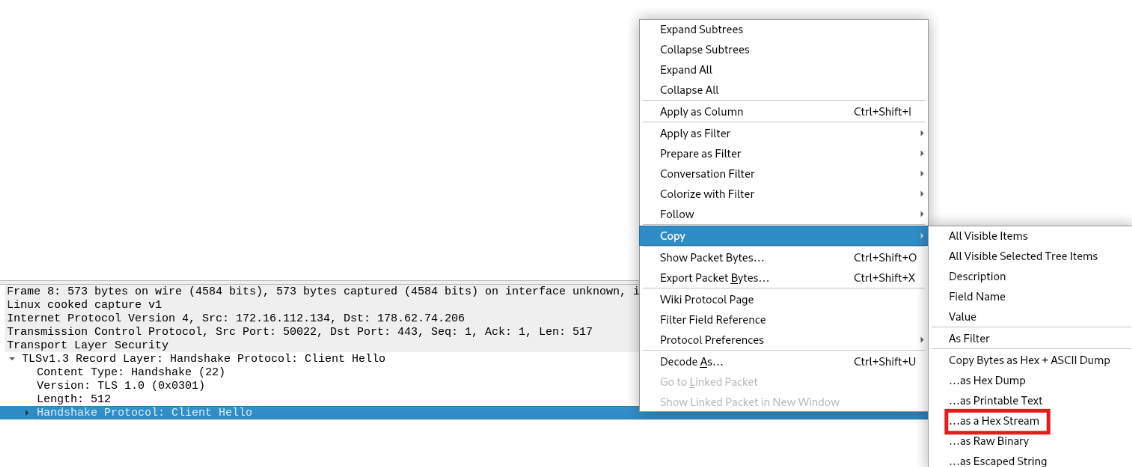 Expand Subtrees
Collapse Subtrees
Expand All
Collapse All
Apply as Column Ctrl+Shift+I
Apply as Filter
Prepare as Filter
Conversation Filter
Colorize with Filter
Follow
Copy
Show Packet Bytes… Ctrl+Shift+O
Export Packet Bytes… Ctrl+Shift+X
Wiki Protocol Page
Filter Field Reference
Protocol Preferences
Decode As… Ctrl+Shift+U
Go to Linked Packet
Show Linked Packet in New Window
All Visible Items
All Visible Selected Tree Items
Description
Field Name
Value
As Filter
Copy Bytes as Hex + ASCII Dump
…as Hex Dump
…as Printable Text
…as a Hex Stream
…as Raw Binary
…as Escaped String
Frame 8: 573 bytes on wire (4584 bits), 573 bytes captured (4584 bits) on interface unknown, i
Linux cooked capture v1
Internet Protocol Version 4, Src: 172.16.112.134, Dst: 178.62.74.206
Transmission Control Protocol, Src Port: 50022, Dst Port: 443, Seq: 1, Ack: 1, Len: 517
Transport Layer Security
TLSv1.3 Record Layer: Handshake Protocol: Client Hello
Content Type: Handshake (22)
Version: TLS 1.0 (0x0301)
Length: 512
Handshake Protocol: Client Hello